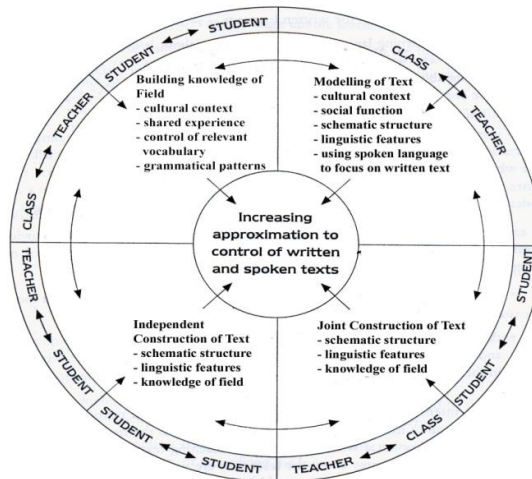 STUDENT
STUDENT
TEACHER
CLASS
CLASS
TEACHER
Building knowledge of
Field
- cultural context
- shared experience
- control of relevant
vocabulary
- grammatical patterns
Modelling of Text
- cultural context
- social function
- schematic structure
- linguistic features
- using spoken language
to focus on written text
Increasing
approximation to
control of written
and spoken texts
Independent
Construction of Text
- schematic structure
- linguistic features
- knowledge of field
Joint Construction of Text
- schematic structure
- linguistic features
- knowledge of field
TEACHER
STUDENT
STUDENT
STUDENT
TEACHER
CLASS
STUDENT
STUDENT